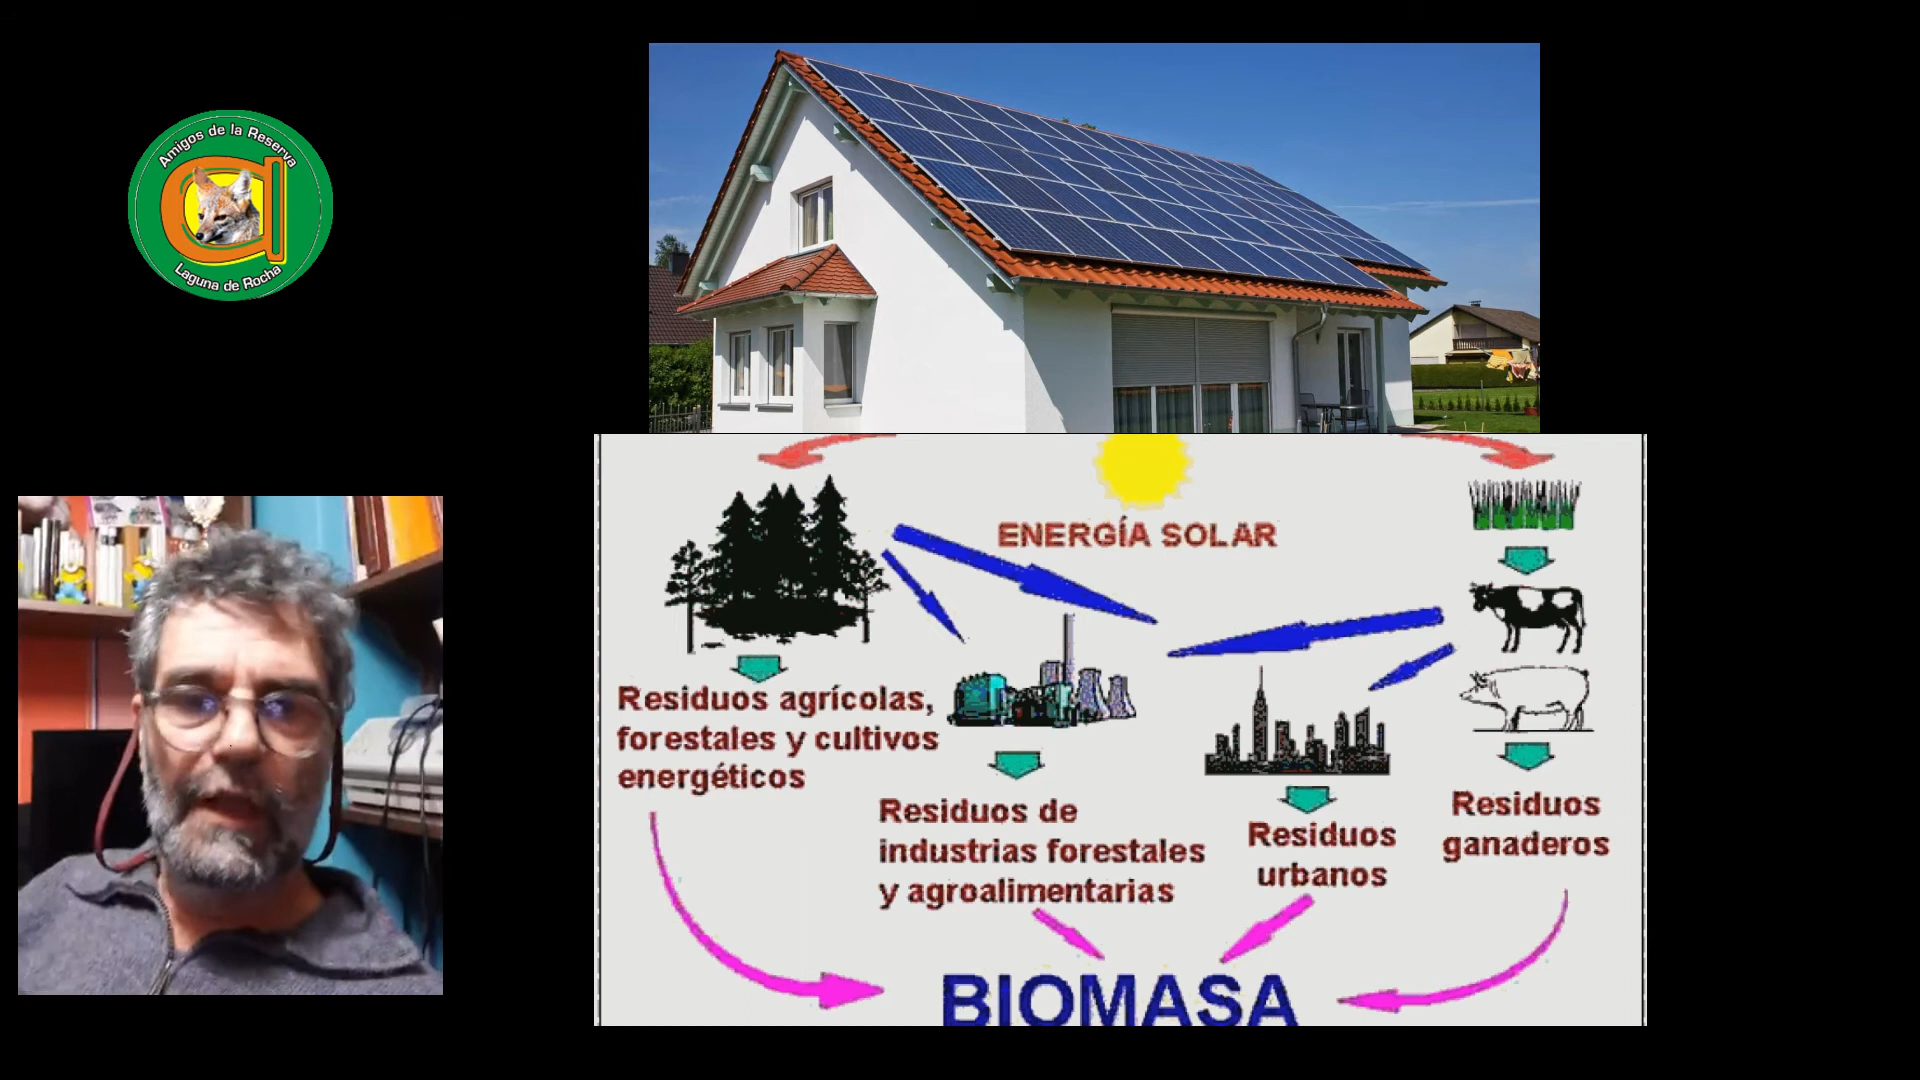 Amigos de la Reserva
Laguna de Rocha
ENERGÍA SOLAR
Residuos agrícolas,
forestales y cultivos
energéticos
Residuos de
industrias forestales
y agroalimentarias
Residuos
urbanos
Residuos
ganaderos
BIOMASA